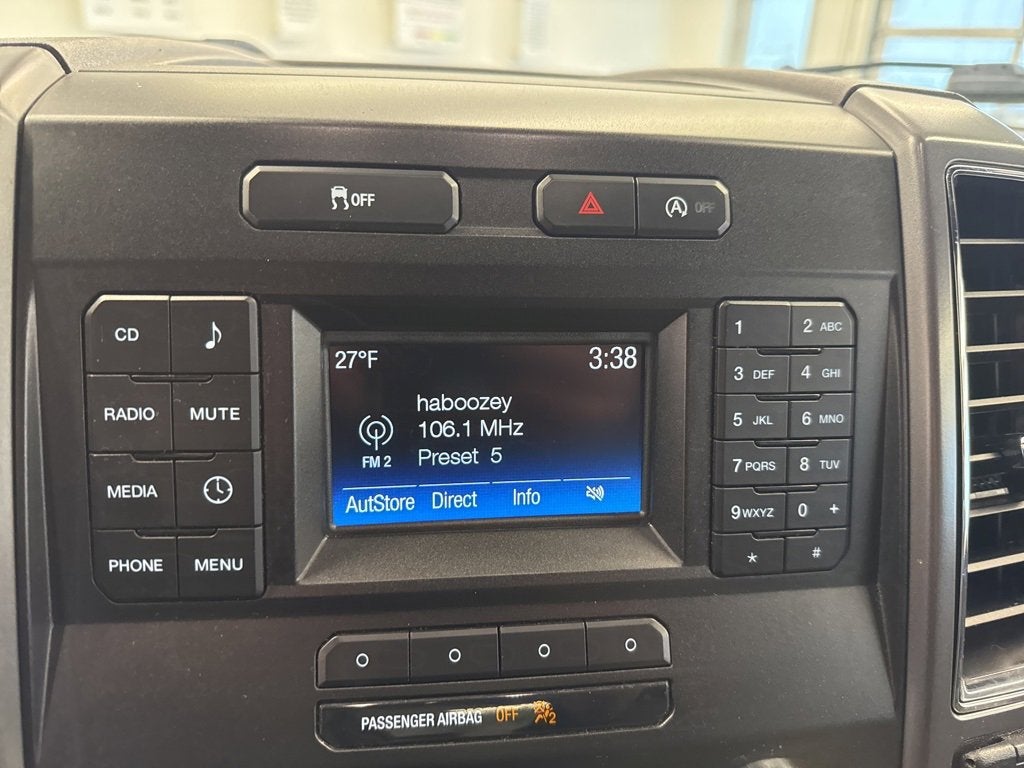 OFF
A OFF
CD
RADIO MUTE
MEDIA
PHONE MENU
27°F 3:38
haboozey
106.1 MHz
FM 2 Preset 5
AutStore Direct Info
1 2 ABC
3 DEF 4 GHI
5 JKL 6 MNO
7 PQRS 8 TUV
9 WXYZ 0 +
* #
PASSENGER AIRBAG OFF 2